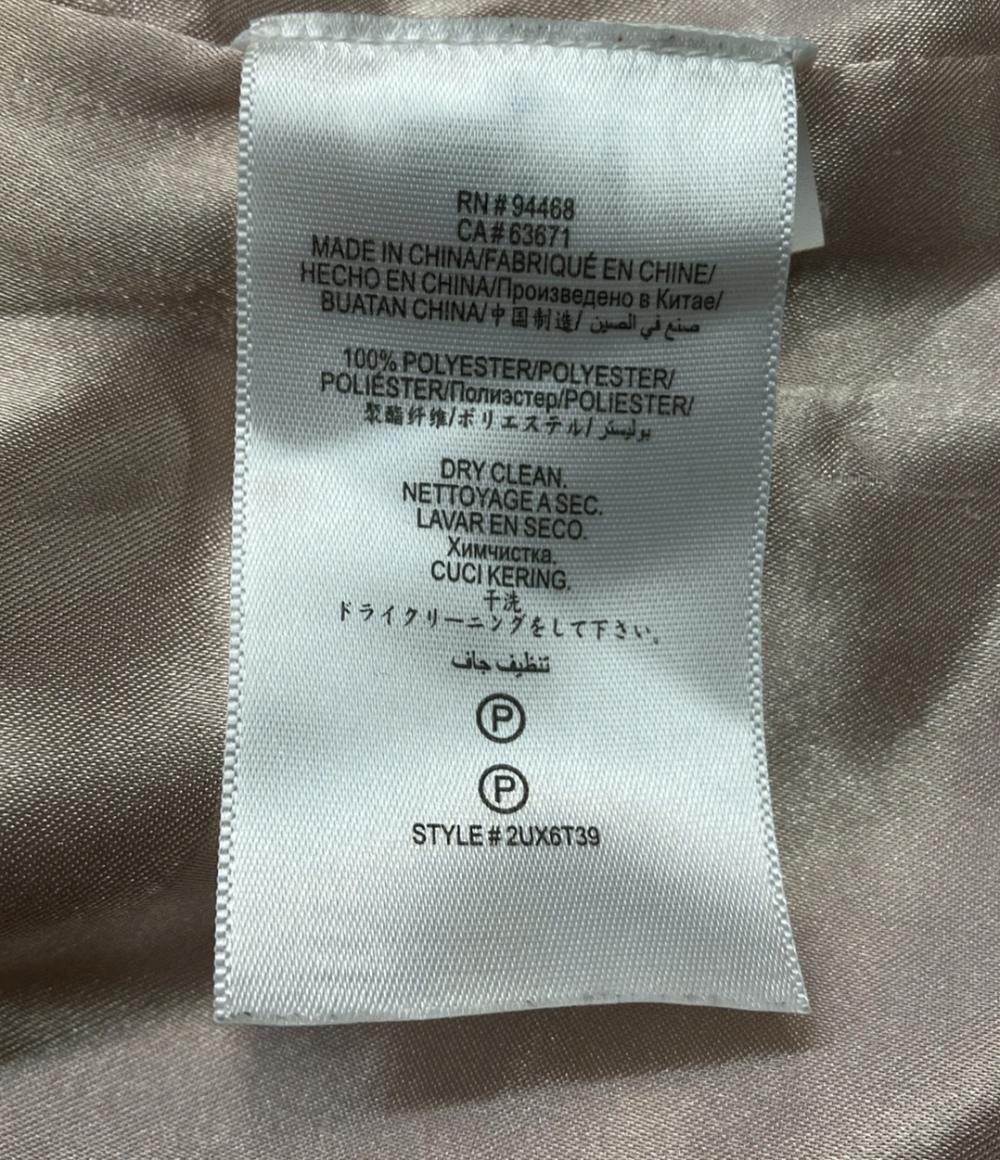 RN # 94468
CA# 63671
MADE IN CHINA/FABRIQUÉ EN CHINE/
HECHO EN CHINA/Произведено в Китае/
BUATAN CHINA/中国制造/ صنع في الصين
100% POLYESTER/POLYESTER/
POLIÉSTER/Полиэстер/POLIESTER/
聚酯纤维/ポリエステル/ بوليستر
DRY CLEAN.
NETTOYAGE A SEC.
LAVAR EN SECO.
Химчистка.
CUCI KERING.
干洗
ドライクリーニングをして下さい。
تنظيف جاف
P
P
STYLE # 2UX6T39